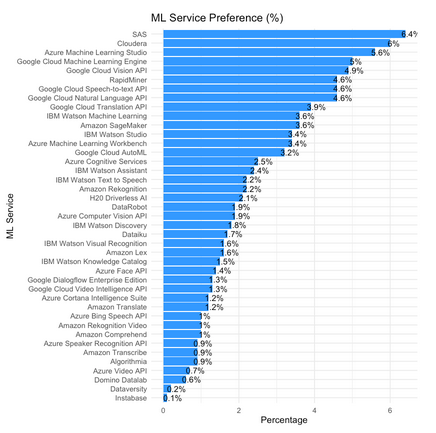 ML Service Preference (%)
ML Service
SAS 6.4%
Cloudera 6%
Azure Machine Learning Studio 5.6%
Google Cloud Machine Learning Engine 5%
Google Cloud Vision API 4.9%
RapidMiner 4.6%
Google Cloud Speech-to-text API 4.6%
Google Cloud Natural Language API 4.6%
Google Cloud Translation API 3.9%
IBM Watson Machine Learning 3.6%
Amazon SageMaker 3.6%
IBM Watson Studio 3.4%
Azure Machine Learning Workbench 3.4%
Google Cloud AutoML 3.2%
Azure Cognitive Services 2.5%
IBM Watson Assistant 2.4%
IBM Watson Text to Speech 2.2%
Amazon Rekognition 2.2%
H20 Driverless AI 2.1%
DataRobot 1.9%
Azure Computer Vision API 1.9%
IBM Watson Discovery 1.8%
Dataiku 1.7%
IBM Watson Visual Recognition 1.6%
Amazon Lex 1.6%
IBM Watson Knowledge Catalog 1.5%
Azure Face API 1.4%
Google Dialogflow Enterprise Edition 1.3%
Google Cloud Video Intelligence API 1.3%
Azure Cortana Intelligence Suite 1.2%
Amazon Translate 1.2%
Azure Bing Speech API 1%
Amazon Rekognition Video 1%
Amazon Comprehend 1%
Azure Speaker Recognition API 0.9%
Amazon Transcribe 0.9%
Algorithmia 0.9%
Azure Video API 0.7%
Domino Datalab 0.6%
Dataversity 0.2%
Instabase 0.1%
0 2 4 6
Percentage